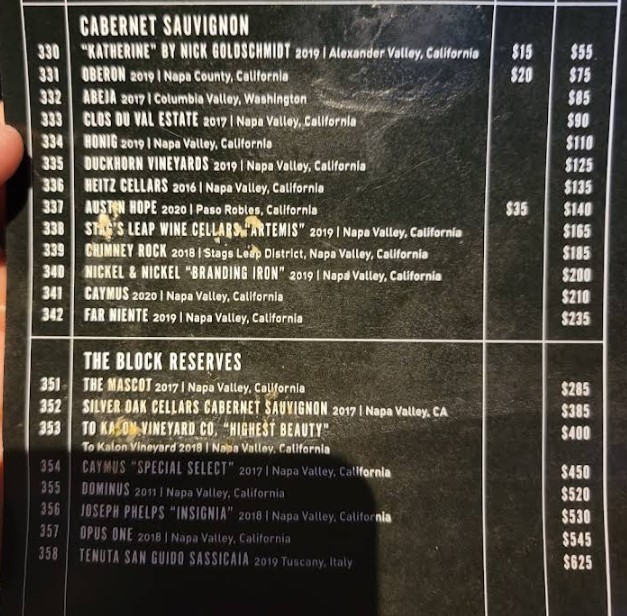 CABERNET SAUVIGNON
330 "KATHERINE" BY NICK GOLDSCHMIDT 2019 | Alexander Valley, California $15 $55
331 OBERON 2019 | Napa County, California $20 $75
332 ABEJA 2017 | Columbia Valley, Washington $85
333 CLOS DU VAL ESTATE 2017 | Napa Valley, California $90
334 HONIG 2019 | Napa Valley, California $110
335 DUCKHORN VINEYARDS 2019 | Napa Valley, California $125
336 HEITZ CELLARS 2016 | Napa Valley, California $135
337 AUSTIN HOPE 2020 | Paso Robles, California $35 $140
338 STAG'S LEAP WINE CELLARS "ARTEMIS" 2019 | Napa Valley, California $165
339 CHIMNEY ROCK 2018 | Stags Leap District, Napa Valley, California $185
340 NICKEL & NICKEL "BRANDING IRON" 2019 | Napa Valley, California $200
341 CAYMUS 2020 | Napa Valley, California $210
342 FAR NIENTE 2019 | Napa Valley, California $235
THE BLOCK RESERVES
351 THE MASCOT 2017 | Napa Valley, California $285
352 SILVER OAK CELLARS CABERNET SAUVIGNON 2017 | Napa Valley, CA $385
353 TO KALON VINEYARD CO. "HIGHEST BEAUTY" $400
To Kalon Vineyard 2018 | Napa Valley, California
354 CAYMUS "SPECIAL SELECT" 2017 | Napa Valley, California $450
355 DOMINUS 2011 | Napa Valley, California $520
356 JOSEPH PHELPS "INSIGNIA" 2018 | Napa Valley, California $530
357 OPUS ONE 2018 | Napa Valley, California $545
358 TENUTA SAN GUIDO SASSICAIA 2019 Tuscany, Italy $625